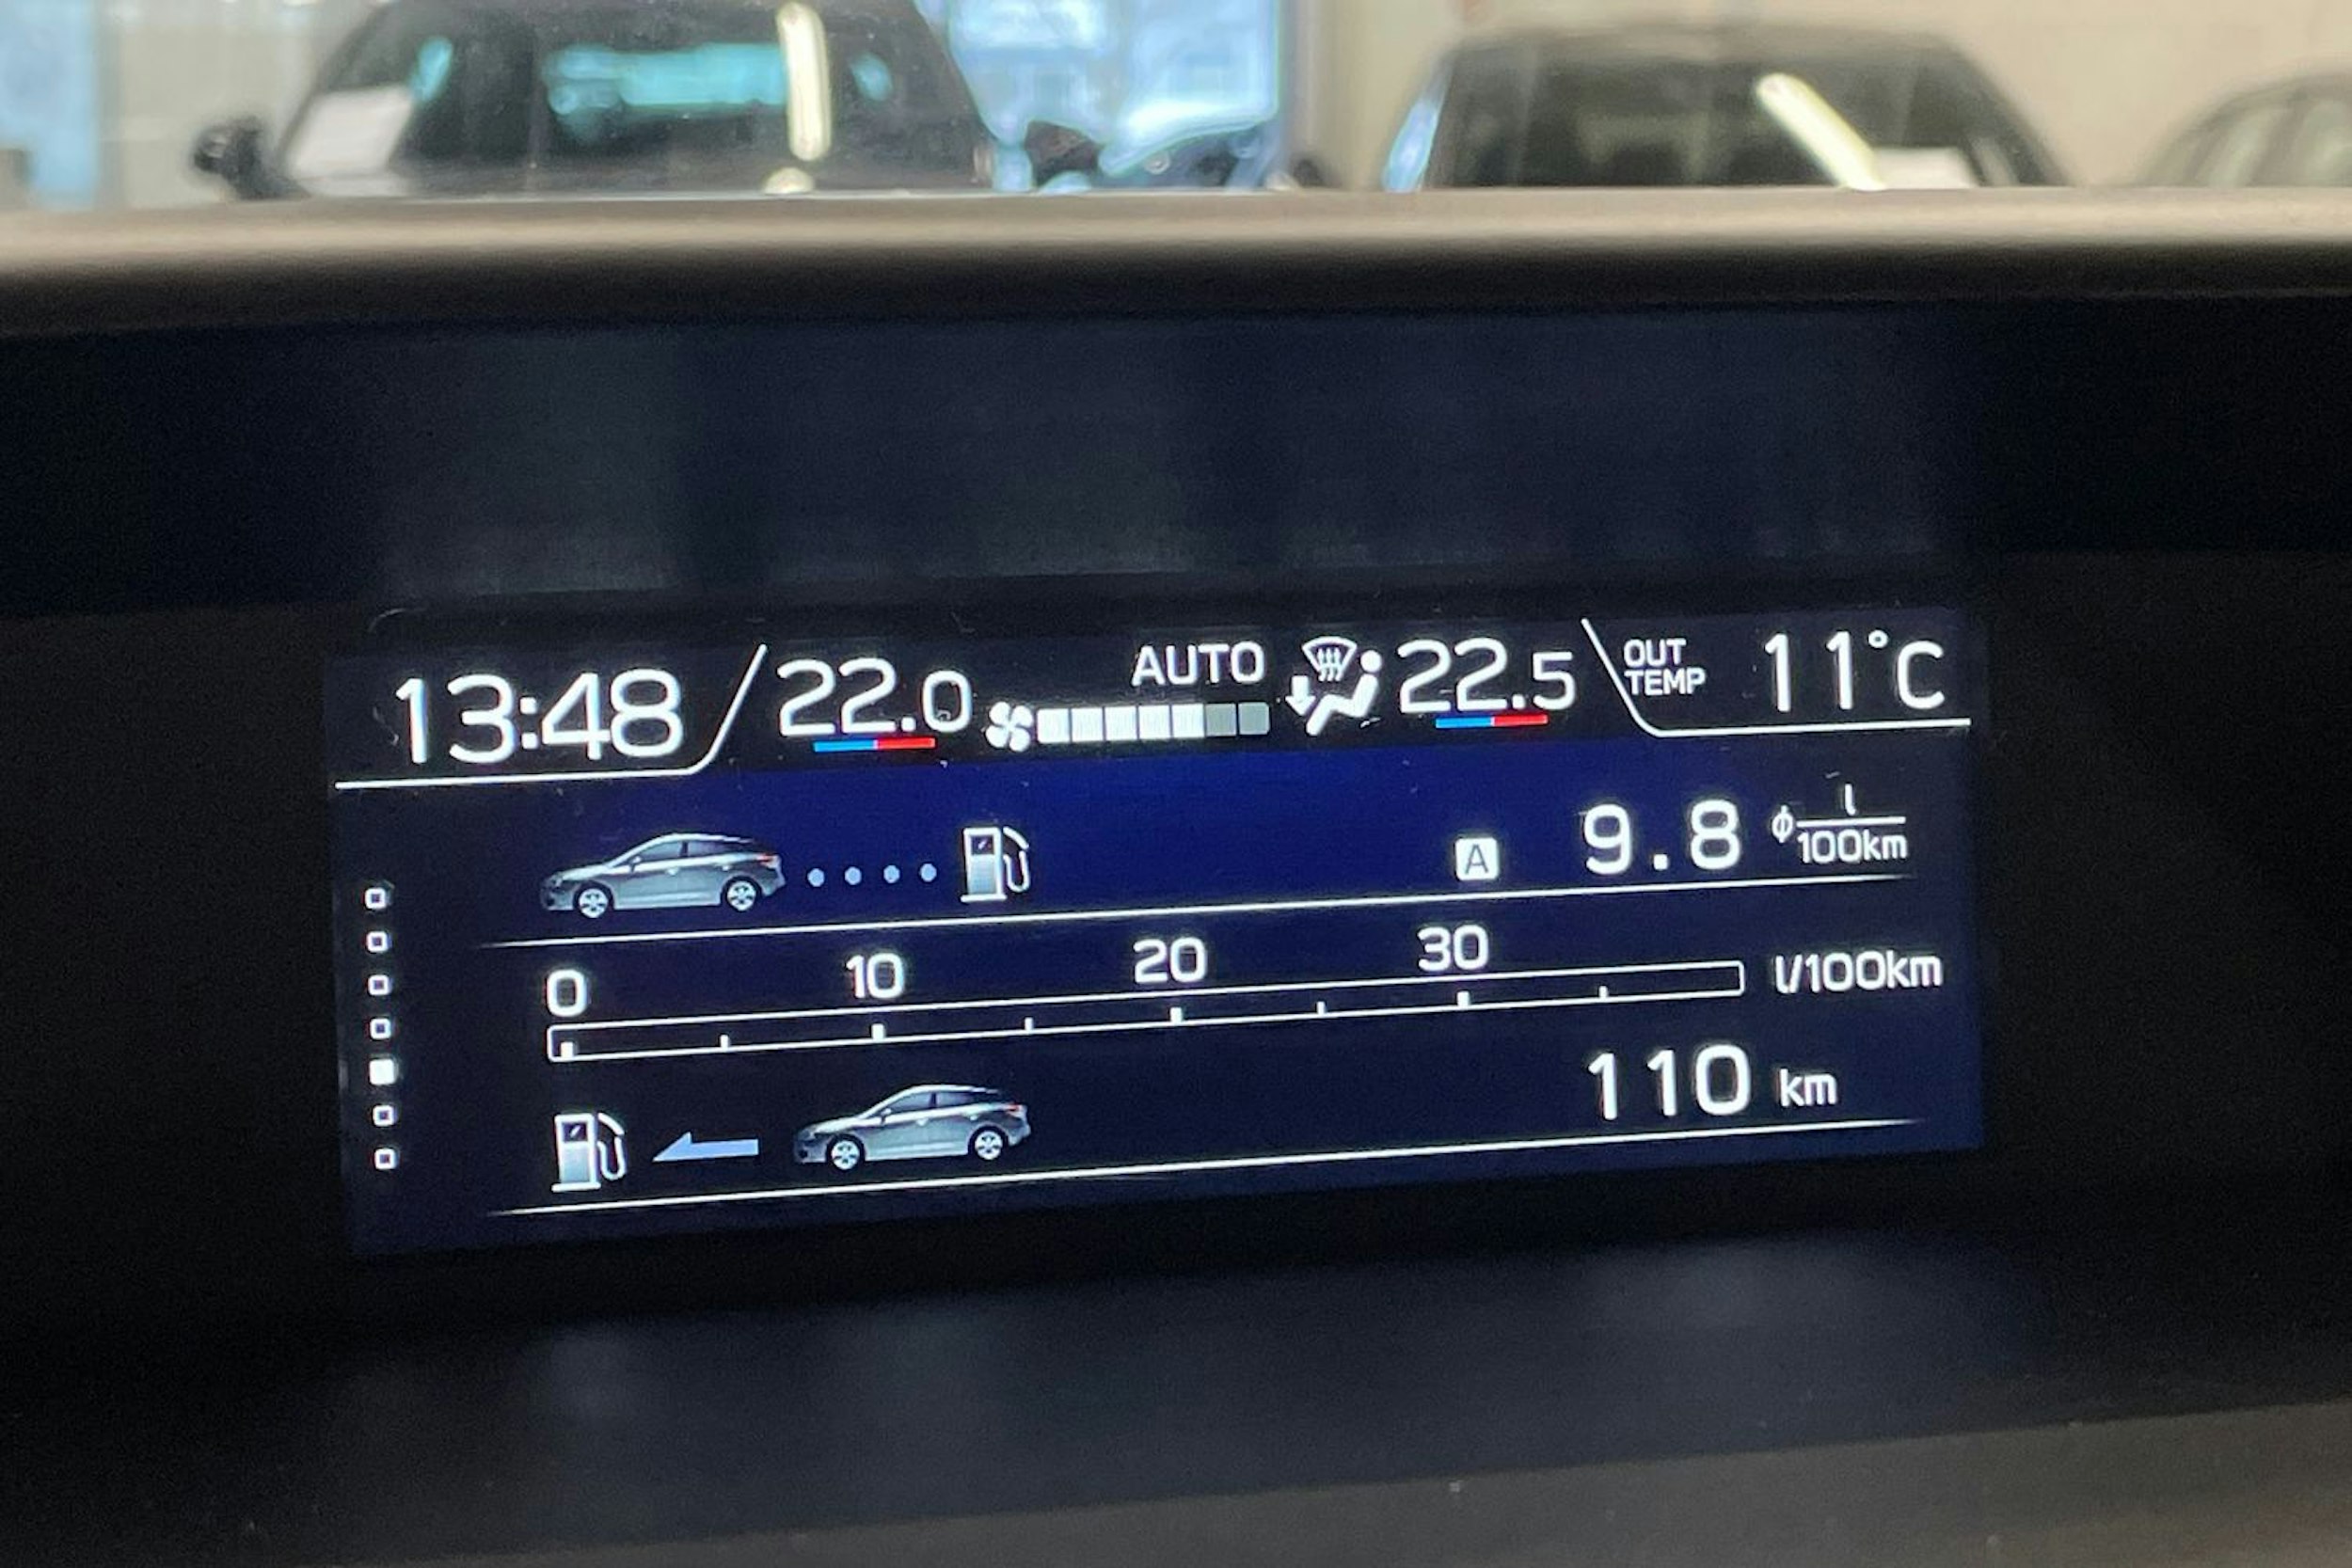 13:48 22.0 AUTO 22.5 OUT TEMP 11°C
A 9.8 ϕ l/100km
0 10 20 30 l/100km
110 km